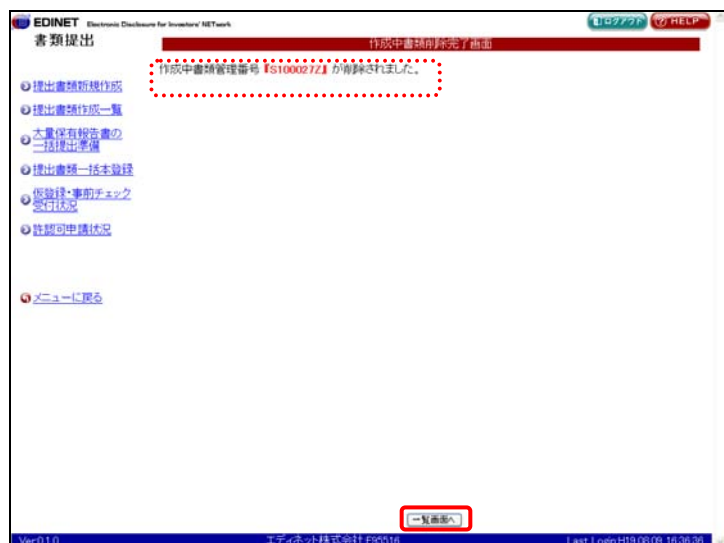 EDINET Electronic Disclosure for Investors' NETwork
ログアウト
HELP
書類提出
作成中書類削除完了画面
作成中書類管理番号『S100027Z』が削除されました。
提出書類新規作成
提出書類作成一覧
大量保有報告書の
一括提出準備
提出書類一括本登録
仮登録・事前チェック
受付状況
許認可申請状況
メニューに戻る
一覧画面へ
Ver.0.1.0
エディネット株式会社 E95516
Last Login:H19.08.09 16:36:36